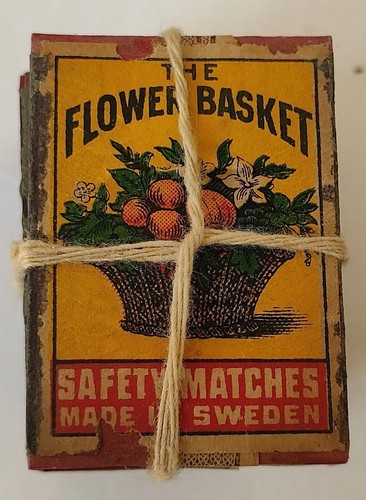 THE
FLOWER BASKET
SAFETY MATCHES
MADE IN SWEDEN